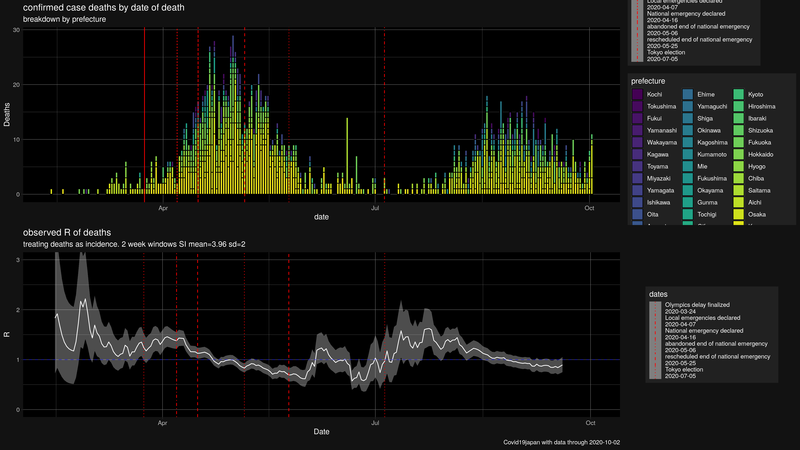 confirmed case deaths by date of death
breakdown by prefecture
30
20
10
0
Deaths
Apr
Jul
Oct
date
Local emergencies declared
2020-04-07
National emergency declared
2020-04-16
abandoned end of national emergency
2020-05-06
rescheduled end of national emergency
2020-05-25
Tokyo election
2020-07-05
prefecture
Kochi
Tokushima
Fukui
Yamanashi
Wakayama
Kagawa
Toyama
Miyazaki
Yamagata
Ishikawa
Oita
Ehime
Yamaguchi
Shiga
Okinawa
Kagoshima
Kumamoto
Mie
Fukushima
Okayama
Gunma
Tochigi
Kyoto
Hiroshima
Ibaraki
Shizuoka
Fukuoka
Hokkaido
Hyogo
Chiba
Saitama
Aichi
Osaka
observed R of deaths
treating deaths as incidence. 2 week windows SI mean=3.96 sd=2
3
2
1
0
R
Apr
Jul
Oct
Date
dates
Olympics delay finalized
2020-03-24
Local emergencies declared
2020-04-07
National emergency declared
2020-04-16
abandoned end of national emergency
2020-05-06
rescheduled end of national emergency
2020-05-25
Tokyo election
2020-07-05
Covid19japan with data through 2020-10-02